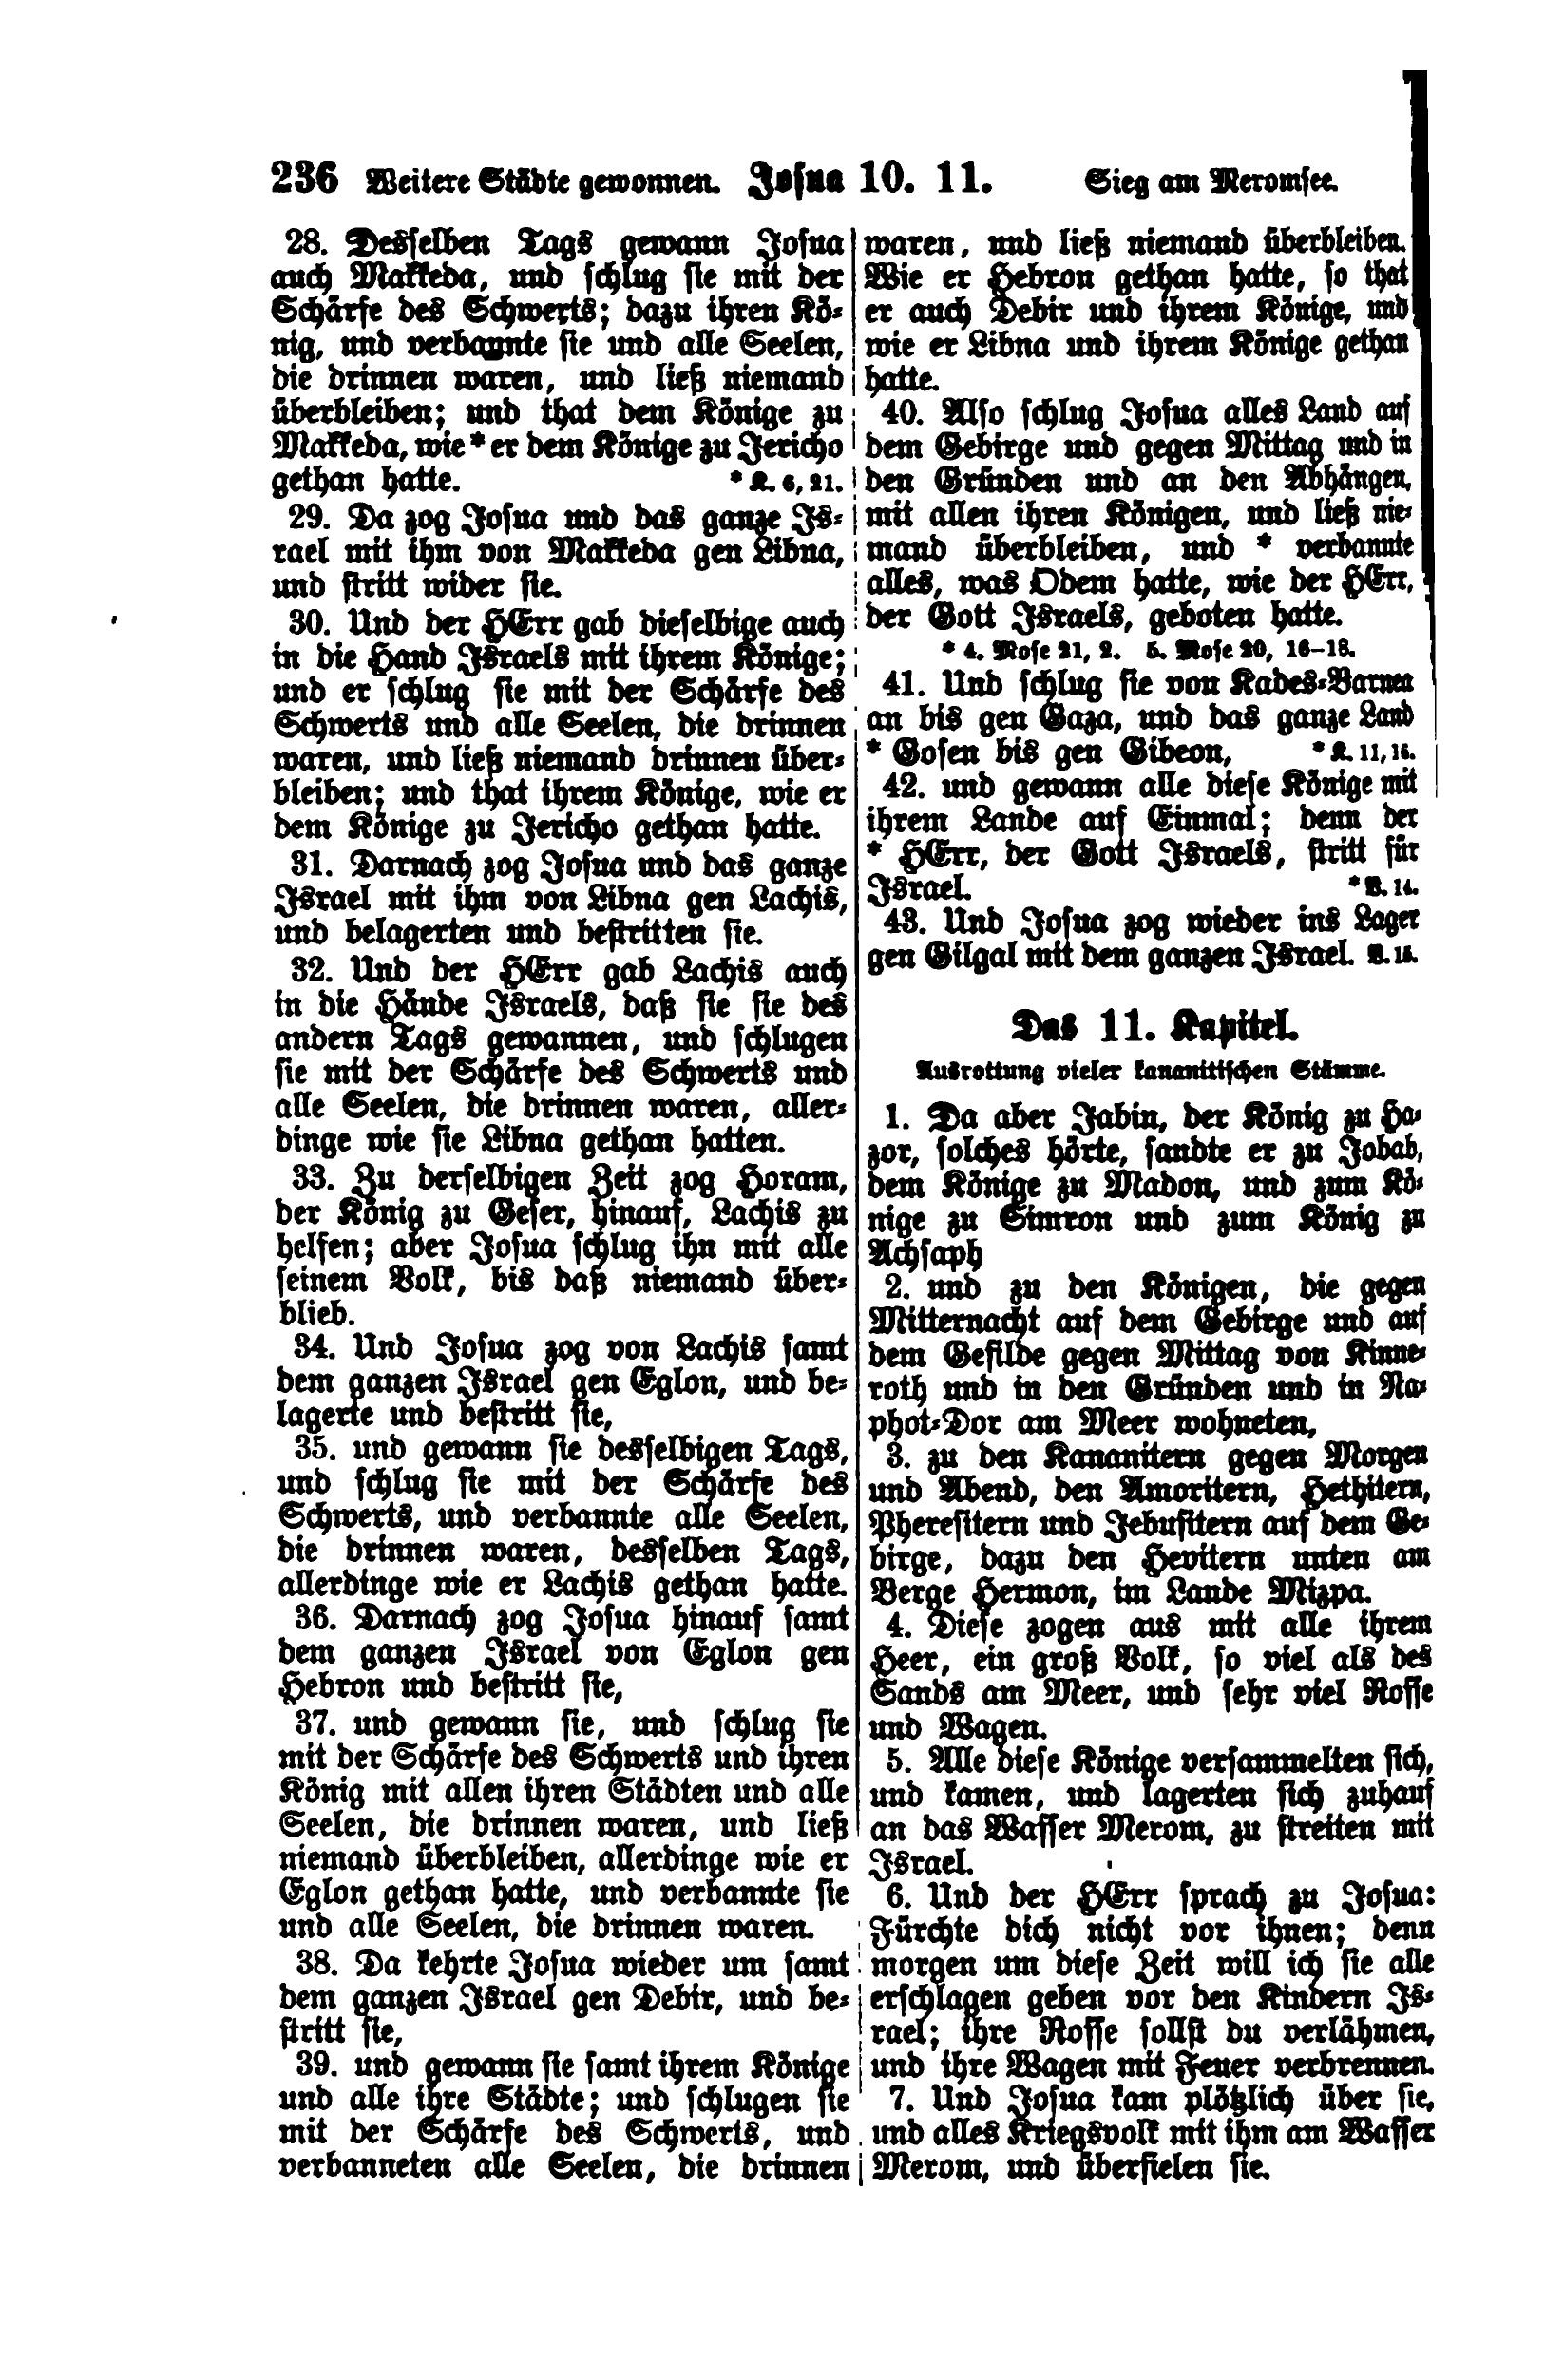 236 Weitere Städte gewonnen. Josua 10. 11. Sieg am Meromsee.
28. Desselben Tags gewann Josua
auch Makkeda, und schlug sie mit der
Schärfe des Schwerts; dazu ihren Kö-
nig, und verbannte sie und alle Seelen,
die drinnen waren, und ließ niemand
überbleiben; und that dem Könige zu
Makkeda, wie * er dem Könige zu Jericho
gethan hatte. * K. 6, 21.
29. Da zog Josua und das ganze Is-
rael mit ihm von Makkeda gen Libna,
und stritt wider sie.
30. Und der HErr gab dieselbige auch
in die Hand Israels mit ihrem Könige;
und er schlug sie mit der Schärfe des
Schwerts und alle Seelen, die drinnen
waren, und ließ niemand drinnen über-
bleiben; und that ihrem Könige, wie er
dem Könige zu Jericho gethan hatte.
31. Darnach zog Josua und das ganze
Israel mit ihm von Libna gen Lachis,
und belagerten und bestritten sie.
32. Und der HErr gab Lachis auch
in die Hände Israels, daß sie sie des
andern Tags gewannen, und schlugen
sie mit der Schärfe des Schwerts und
alle Seelen, die drinnen waren, aller-
dinge wie sie Libna gethan hatten.
33. Zu derselbigen Zeit zog Horam,
der König zu Geser, hinauf, Lachis zu
helfen; aber Josua schlug ihn mit alle
seinem Volk, bis daß niemand über-
blieb.
34. Und Josua zog von Lachis samt
dem ganzen Israel gen Eglon, und be-
lagerte und bestritt sie,
35. und gewann sie desselbigen Tags,
und schlug sie mit der Schärfe des
Schwerts, und verbannte alle Seelen,
die drinnen waren, desselben Tags,
allerdinge wie er Lachis gethan hatte.
36. Darnach zog Josua hinauf samt
dem ganzen Israel von Eglon gen
Hebron und bestritt sie,
37. und gewann sie, und schlug sie
mit der Schärfe des Schwerts und ihren
König mit allen ihren Städten und alle
Seelen, die drinnen waren, und ließ
niemand überbleiben, allerdinge wie er
Eglon gethan hatte, und verbannte sie
und alle Seelen, die drinnen waren.
38. Da kehrte Josua wieder um samt
dem ganzen Israel gen Debir, und be-
stritt sie,
39. und gewann sie samt ihrem Könige
und alle ihre Städte; und schlugen sie
mit der Schärfe des Schwerts, und
verbanneten alle Seelen, die drinnen
waren, und ließ niemand überbleiben.
Wie er Hebron gethan hatte, so that
er auch Debir und ihrem Könige, und
wie er Libna und ihrem Könige gethan
hatte.
40. Also schlug Josua alles Land auf
dem Gebirge und gegen Mittag und in
den Gründen und an den Abhängen,
mit allen ihren Königen, und ließ nie-
mand überbleiben, und * verbannte
alles, was Odem hatte, wie der HErr,
der Gott Israels, geboten hatte.
* 4. Mose 21, 2. 5. Mose 20, 16–18.
41. Und schlug sie von Kades-Barnea
an bis gen Gaza, und das ganze Land
* Gosen bis gen Gibeon, * K. 11, 16.
42. und gewann alle diese Könige mit
ihrem Lande auf Einmal; denn der
* HErr, der Gott Israels, stritt für
Israel. * V. 14.
43. Und Josua zog wieder ins Lager
gen Gilgal mit dem ganzen Israel. V. 15.
Das 11. Kapitel.
Ausrottung vieler kananitischen Stämme.
1. Da aber Jabin, der König zu Ha-
zor, solches hörte, sandte er zu Jobab,
dem Könige zu Madon, und zum Kö-
nige zu Simron und zum König zu
Achsaph
2. und zu den Königen, die gegen
Mitternacht auf dem Gebirge und auf
dem Gefilde gegen Mittag von Kinne-
roth und in den Gründen und in Na-
phot-Dor am Meer wohneten,
3. zu den Kananitern gegen Morgen
und Abend, den Amoritern, Hethitern,
Pheresitern und Jebusitern auf dem Ge-
birge, dazu den Hevitern unten am
Berge Hermon, im Lande Mizpa.
4. Diese zogen aus mit alle ihrem
Heer, ein groß Volk, so viel als des
Sands am Meer, und sehr viel Rosse
und Wagen.
5. Alle diese Könige versammelten sich,
und kamen, und lagerten sich zuhauf
an das Wasser Merom, zu streiten mit
Israel.
6. Und der HErr sprach zu Josua:
Fürchte dich nicht vor ihnen; denn
morgen um diese Zeit will ich sie alle
erschlagen geben vor den Kindern Is-
rael; ihre Rosse sollst du verlähmen,
und ihre Wagen mit Feuer verbrennen.
7. Und Josua kam plötzlich über sie,
und alles Kriegsvolk mit ihm am Wasser
Merom, und überfielen sie.